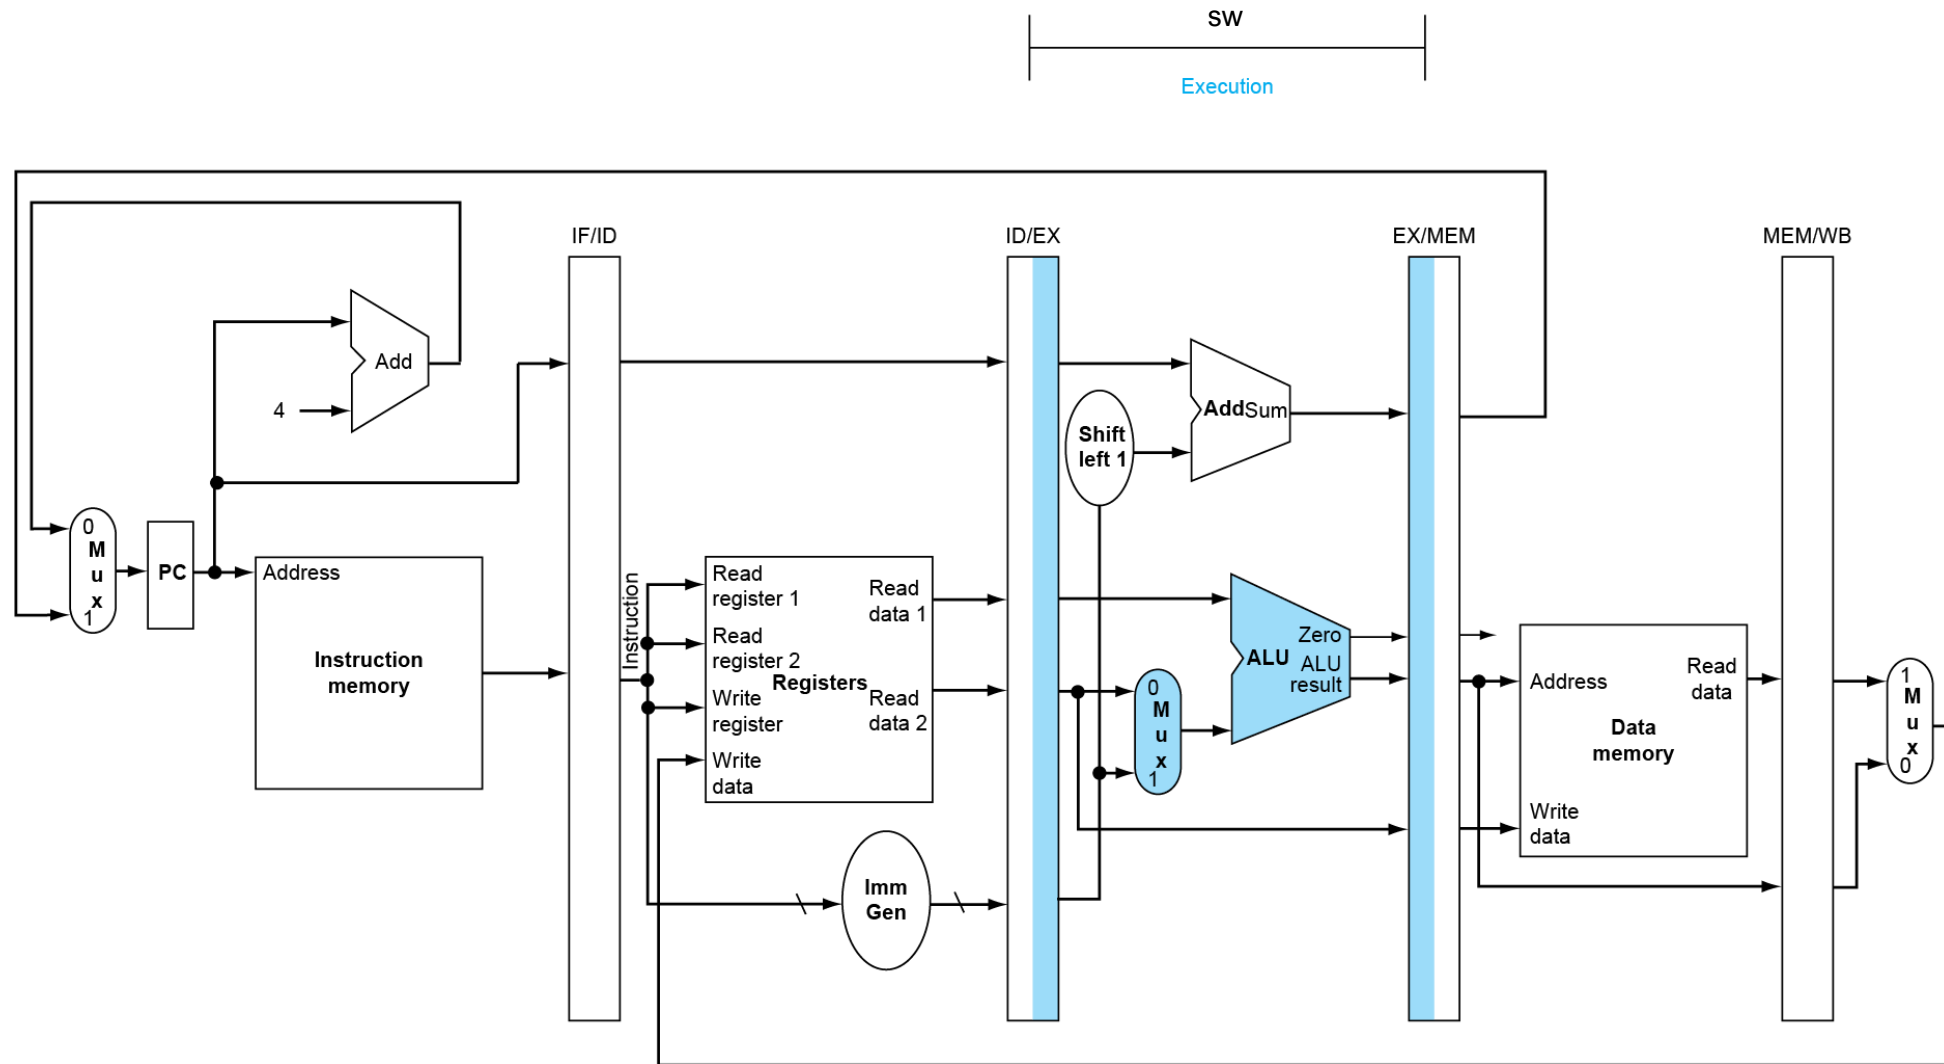 SW
Execution
IF/ID
ID/EX
EX/MEM
MEM/WB
Add
4
Add Sum
Shift
left 1
0
M
u
x
1
PC
Address
Instruction
memory
Instruction
Read
register 1
Read
register 2
Write
register
Write
data
Registers
Read
data 1
Read
data 2
Imm
Gen
0
M
u
x
1
ALU
Zero
ALU
result
Address
Write
data
Data
memory
Read
data
1
M
u
x
0